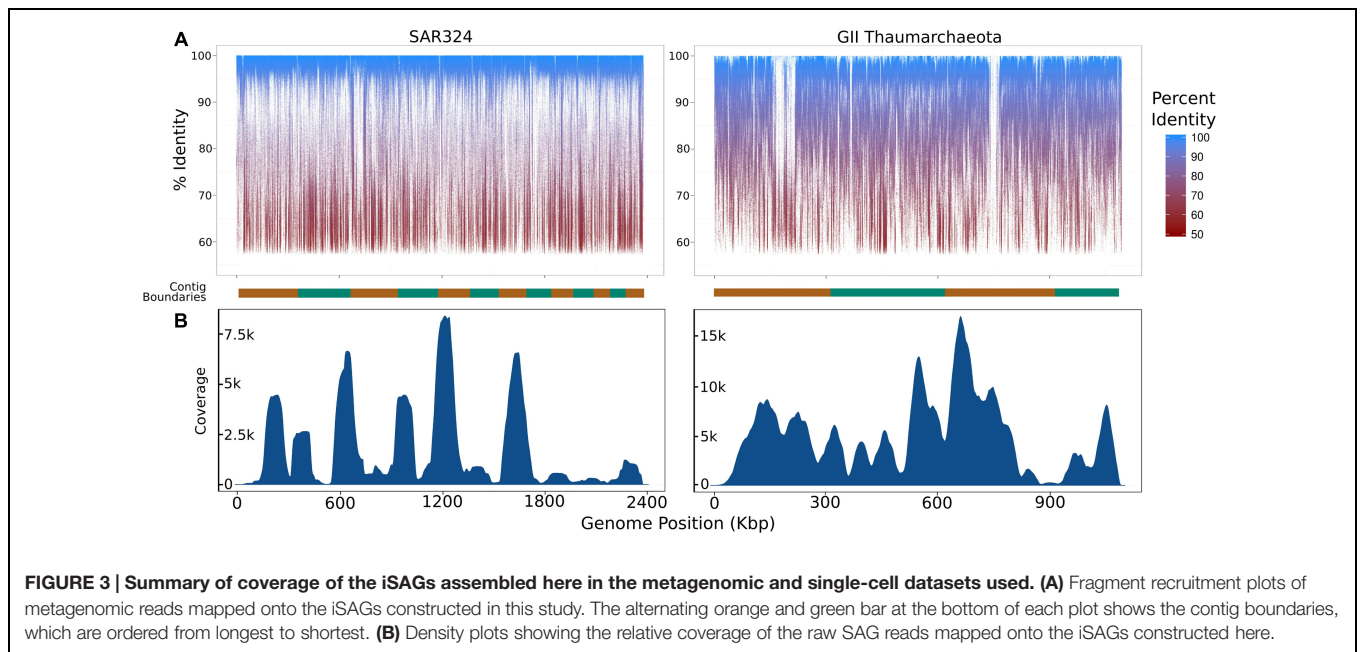 A
SAR324
GII Thaumarchaeota
% Identity
100
90
80
70
60
100
90
80
70
60
Percent
Identity
100
90
80
70
60
50
Contig
Boundaries
B
Coverage
7.5k
5k
2.5k
0
15k
10k
5k
0
0 600 1200 1800 2400
0 300 600 900
Genome Position (Kbp)
FIGURE 3 | Summary of coverage of the iSAGs assembled here in the metagenomic and single-cell datasets used. (A) Fragment recruitment plots of
metagenomic reads mapped onto the iSAGs constructed in this study. The alternating orange and green bar at the bottom of each plot shows the contig boundaries,
which are ordered from longest to shortest. (B) Density plots showing the relative coverage of the raw SAG reads mapped onto the iSAGs constructed here.